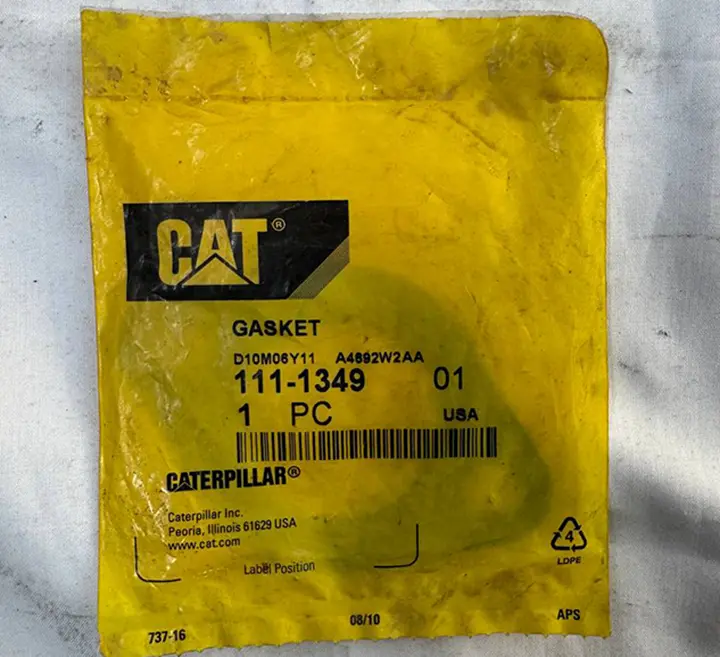 CAT®
GASKET
D10M06Y11 A4692W2AA
111-1349 01
1 PC USA
CATERPILLAR®
Caterpillar Inc.
Peoria, Illinois 61629 USA
www.cat.com
Label Position
4
LDPE
737-16 08/10 APS